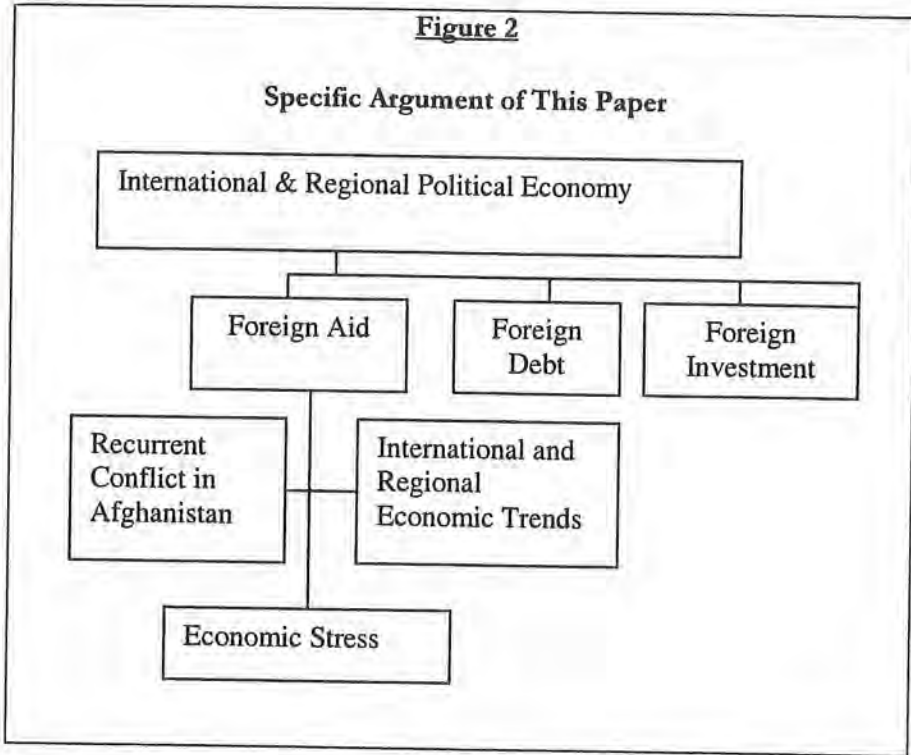 Figure 2
Specific Argument of This Paper
International & Regional Political Economy
Foreign Aid
Foreign
Debt
Foreign
Investment
Recurrent
Conflict in
Afghanistan
International and
Regional
Economic Trends
Economic Stress